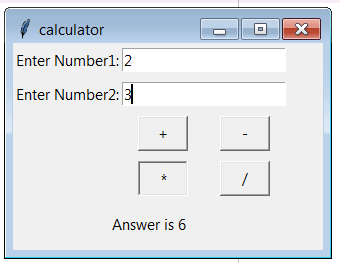 calculator
Enter Number1: 2
Enter Number2: 3
+ -
* /
Answer is 6